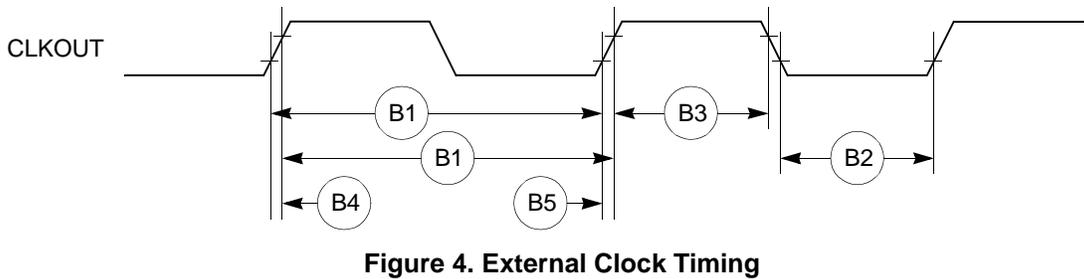 CLKOUT
B1
B3
B1
B2
B4
B5
Figure 4. External Clock Timing